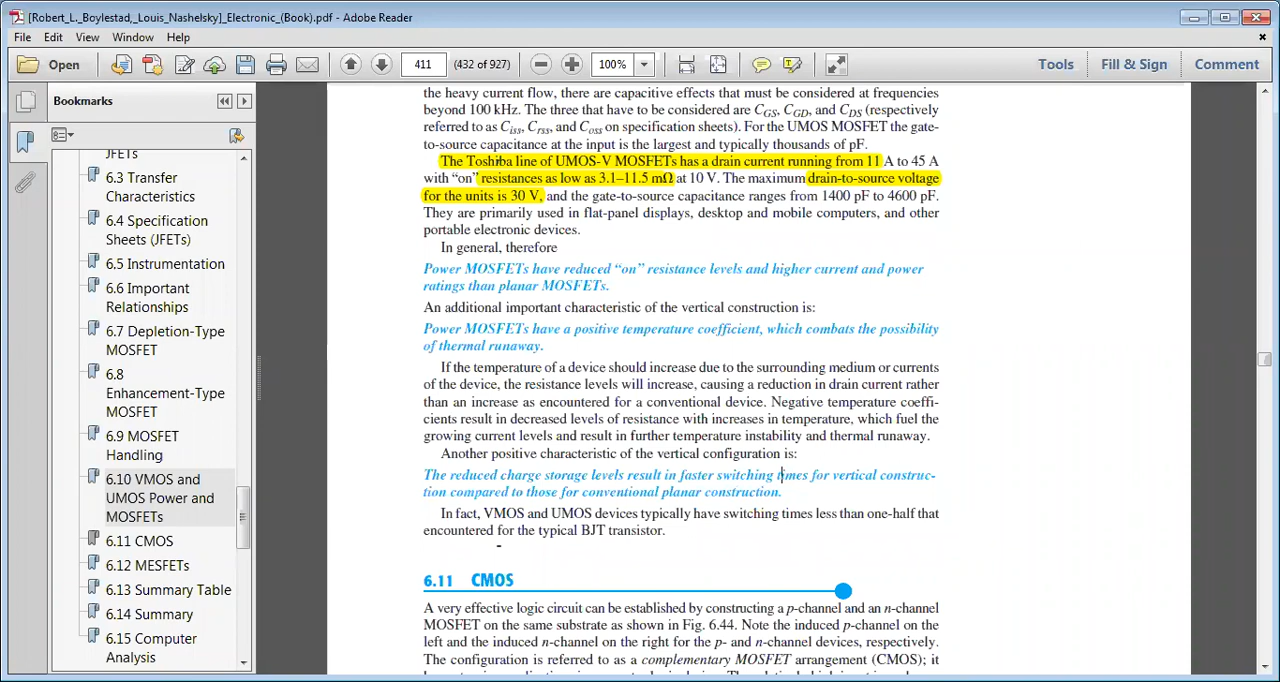 [Robert_L._Boylestad,_Louis_Nashelsky]_Electronic_(Book).pdf - Adobe Reader
File Edit View Window Help
Open 411 (432 of 927) 100% Tools Fill & Sign Comment
Bookmarks
JFETs
6.3 Transfer
Characteristics
6.4 Specification
Sheets (JFETs)
6.5 Instrumentation
6.6 Important
Relationships
6.7 Depletion-Type
MOSFET
6.8
Enhancement-Type
MOSFET
6.9 MOSFET
Handling
6.10 VMOS and
UMOS Power and
MOSFETs
6.11 CMOS
6.12 MESFETs
6.13 Summary Table
6.14 Summary
6.15 Computer
Analysis
the heavy current flow, there are capacitive effects that must be considered at frequencies
beyond 100 kHz. The three that have to be considered are CGS, CGD, and CDS (respectively
referred to as Ciss, Crss, and Coss on specification sheets). For the UMOS MOSFET the gate-
to-source capacitance at the input is the largest and typically thousands of pF.
The Toshiba line of UMOS-V MOSFETs has a drain current running from 11 A to 45 A
with “on” resistances as low as 3.1–11.5 mΩ at 10 V. The maximum drain-to-source voltage
for the units is 30 V, and the gate-to-source capacitance ranges from 1400 pF to 4600 pF.
They are primarily used in flat-panel displays, desktop and mobile computers, and other
portable electronic devices.
In general, therefore
Power MOSFETs have reduced “on” resistance levels and higher current and power
ratings than planar MOSFETs.
An additional important characteristic of the vertical construction is:
Power MOSFETs have a positive temperature coefficient, which combats the possibility
of thermal runaway.
If the temperature of a device should increase due to the surrounding medium or currents
of the device, the resistance levels will increase, causing a reduction in drain current rather
than an increase as encountered for a conventional device. Negative temperature coeffi-
cients result in decreased levels of resistance with increases in temperature, which fuel the
growing current levels and result in further temperature instability and thermal runaway.
Another positive characteristic of the vertical configuration is:
The reduced charge storage levels result in faster switching times for vertical construc-
tion compared to those for conventional planar construction.
In fact, VMOS and UMOS devices typically have switching times less than one-half that
encountered for the typical BJT transistor.
6.11 CMOS
A very effective logic circuit can be established by constructing a p-channel and an n-channel
MOSFET on the same substrate as shown in Fig. 6.44. Note the induced p-channel on the
left and the induced n-channel on the right for the p- and n-channel devices, respectively.
The configuration is referred to as a complementary MOSFET arrangement (CMOS); it